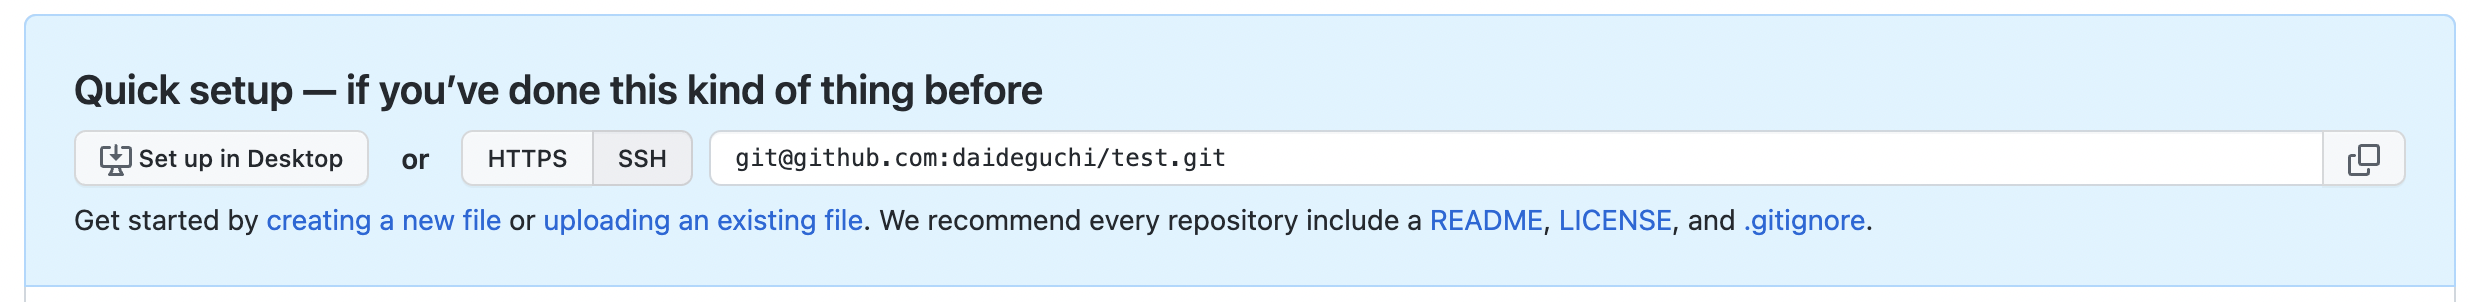 Quick setup — if you’ve done this kind of thing before
Set up in Desktop or HTTPS SSH git@github.com:daideguchi/test.git
Get started by creating a new file or uploading an existing file. We recommend every repository include a README, LICENSE, and .gitignore.